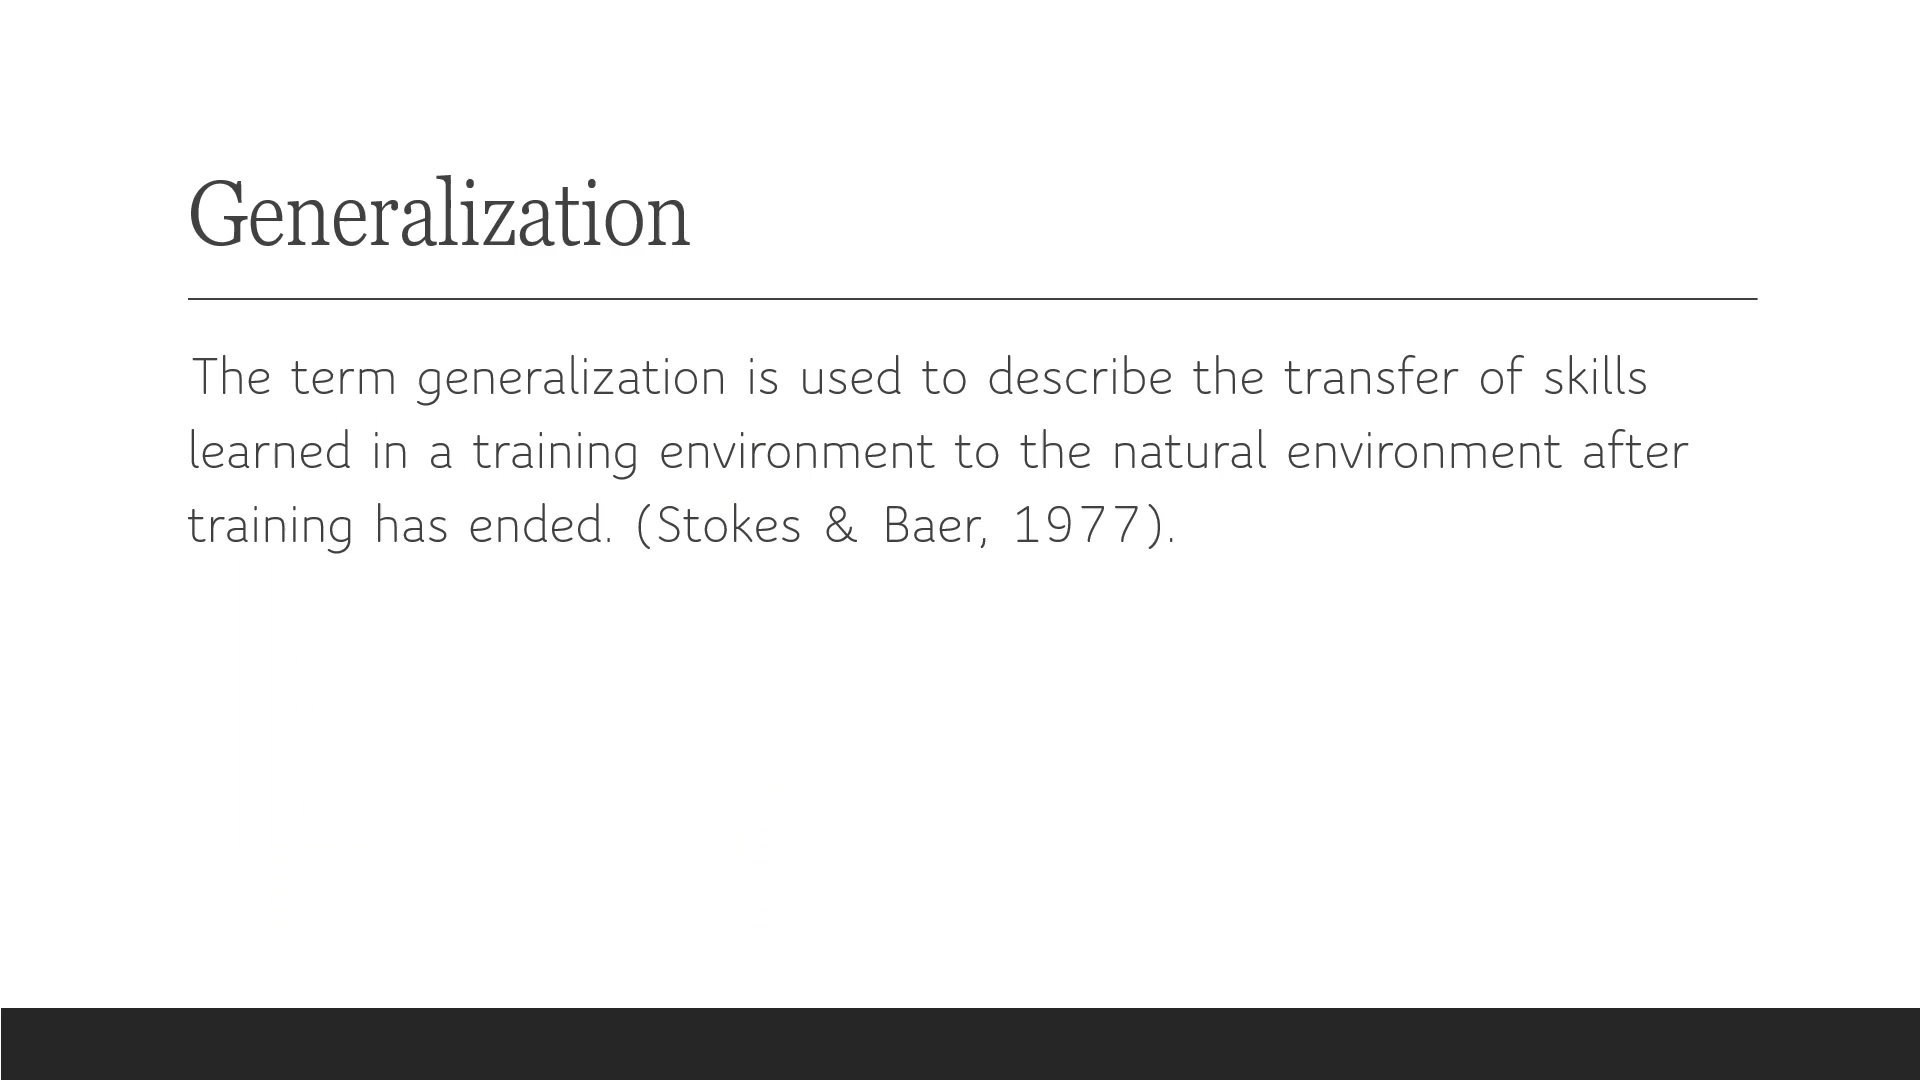 Generalization
The term generalization is used to describe the transfer of skills
learned in a training environment to the natural environment after
training has ended. (Stokes & Baer, 1977).